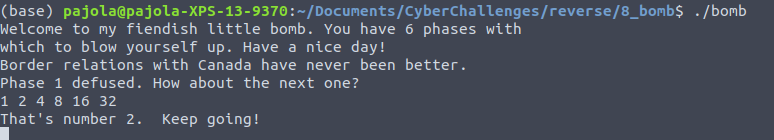 (base) pajola@pajola-XPS-13-9370:~/Documents/CyberChallenges/reverse/8_bomb$ ./bomb
Welcome to my fiendish little bomb. You have 6 phases with
which to blow yourself up. Have a nice day!
Border relations with Canada have never been better.
Phase 1 defused. How about the next one?
1 2 4 8 16 32
That's number 2.  Keep going!